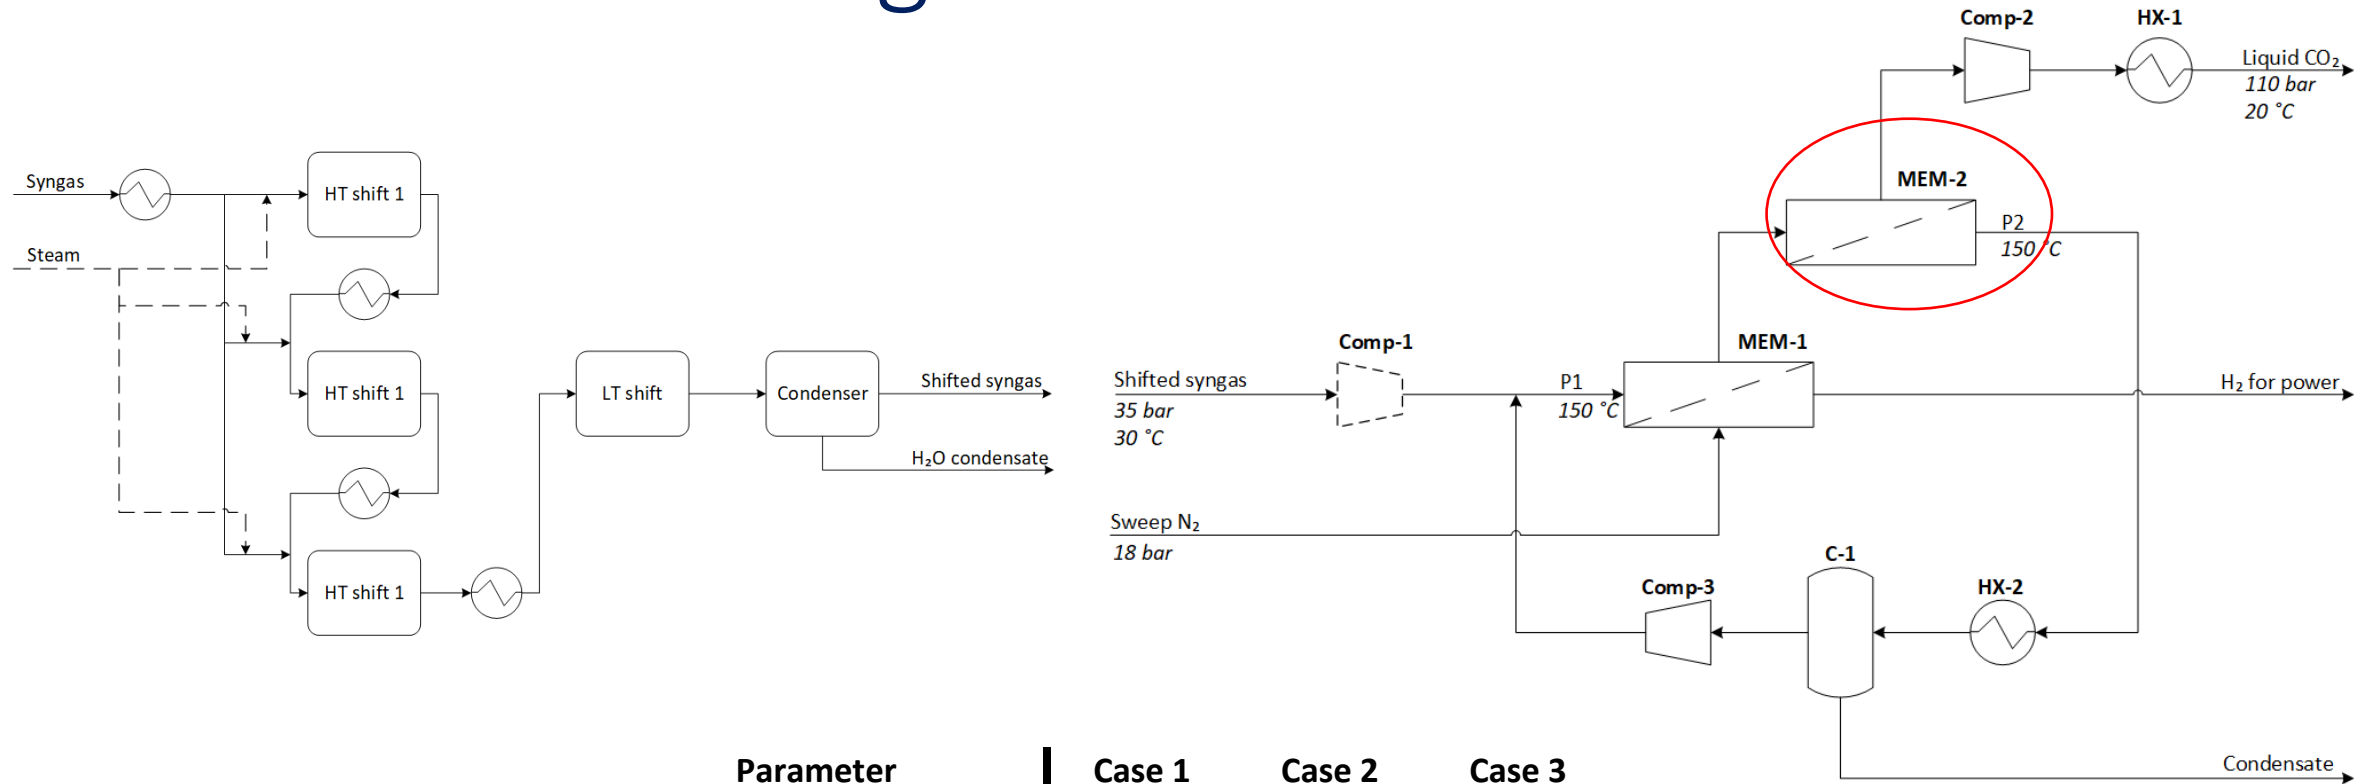 Syngas
HT shift 1
Steam
HT shift 1
LT shift
Condenser
Shifted syngas
H₂O condensate
HT shift 1
Comp-2
HX-1
Liquid CO₂
110 bar
20 °C
MEM-2
P2
150 °C
Comp-1
MEM-1
Shifted syngas
35 bar
30 °C
P1
150 °C
H₂ for power
Sweep N₂
18 bar
C-1
Comp-3
HX-2
Condensate
Parameter Case 1 Case 2 Case 3